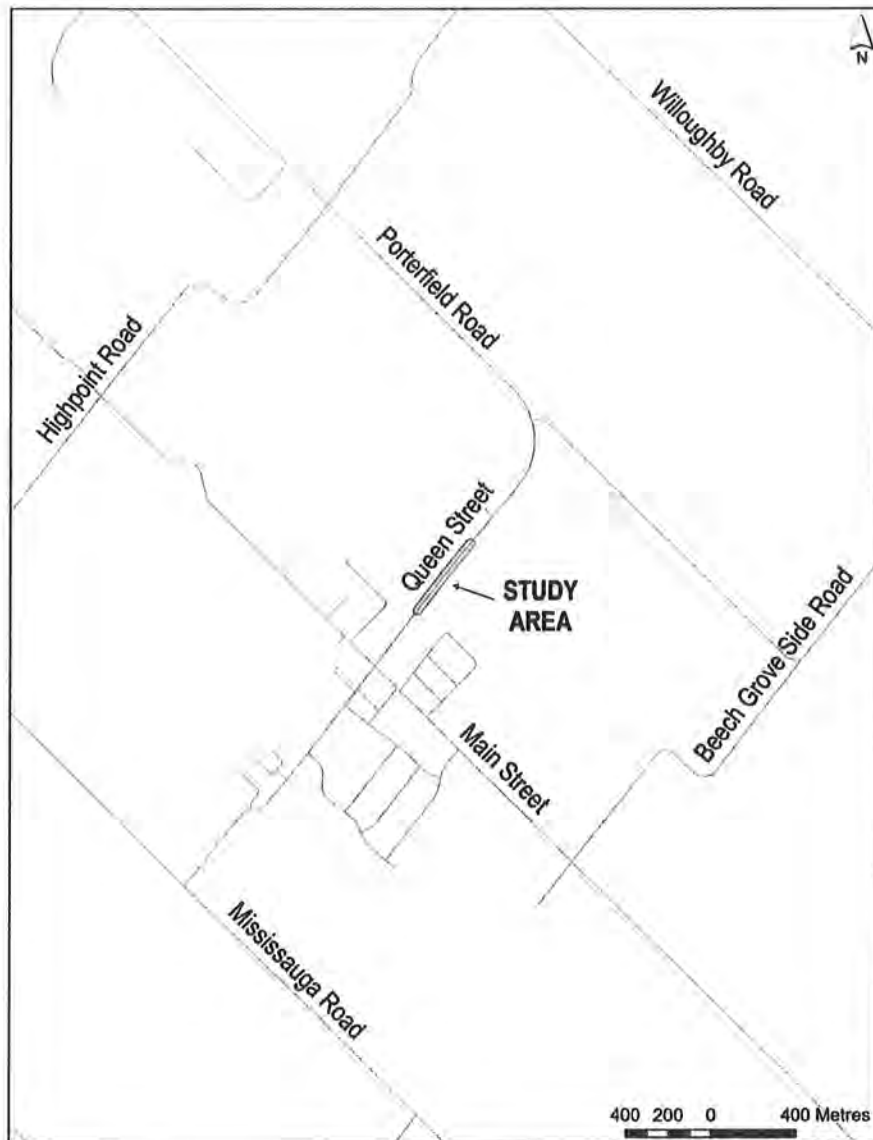 N
Willoughby Road
Porterfield Road
Highpoint Road
Queen Street
STUDY
AREA
Beech Grove Side Road
Main Street
Mississauga Road
400 200 0 400 Metres